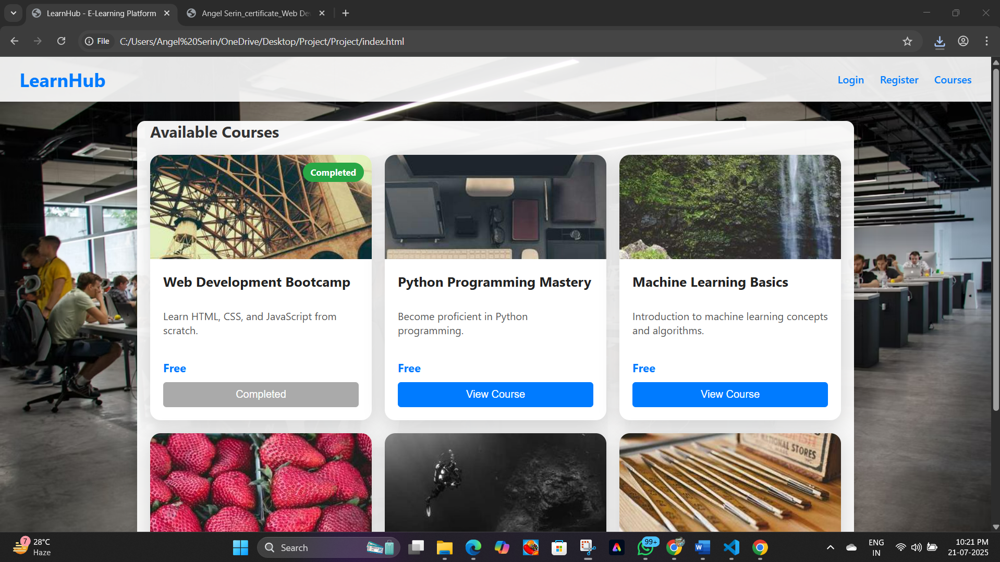 LearnHub - E-Learning Platform
Angel Serin_certificate_Web De
File
C:/Users/Angel%20Serin/OneDrive/Desktop/Project/Project/index.html
LearnHub
Login
Register
Courses
Available Courses
Completed
Web Development Bootcamp
Learn HTML, CSS, and JavaScript from
scratch.
Free
Completed
Python Programming Mastery
Become proficient in Python
programming.
Free
View Course
Machine Learning Basics
Introduction to machine learning concepts
and algorithms.
Free
View Course
NATIONAL STORES
7
28°C
Haze
Search
99+
ENG
IN
10:21 PM
21-07-2025